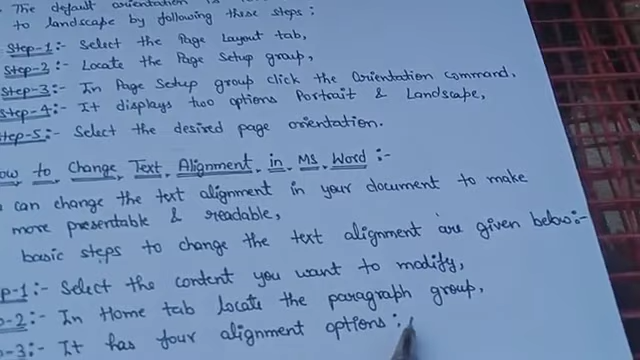 The default orientation is
to landscape by following these steps:
Step-1:- Select the Page Layout tab,
Step-2:- Locate the Page Setup group,
Step-3:- In Page Setup group click the Orientation command.
Step-4:- It displays two options Portrait & Landscape,
Step-5:- Select the desired page orientation.
ow to Change Text Alignment in MS Word:-
can change the text alignment in your document to make
more presentable & readable,
basic steps to change the text alignment are given below:-
p-1:- Select the content you want to modify,
p-2:- In Home tab Locate the paragraph group,
p-3:- It has four alignment options: